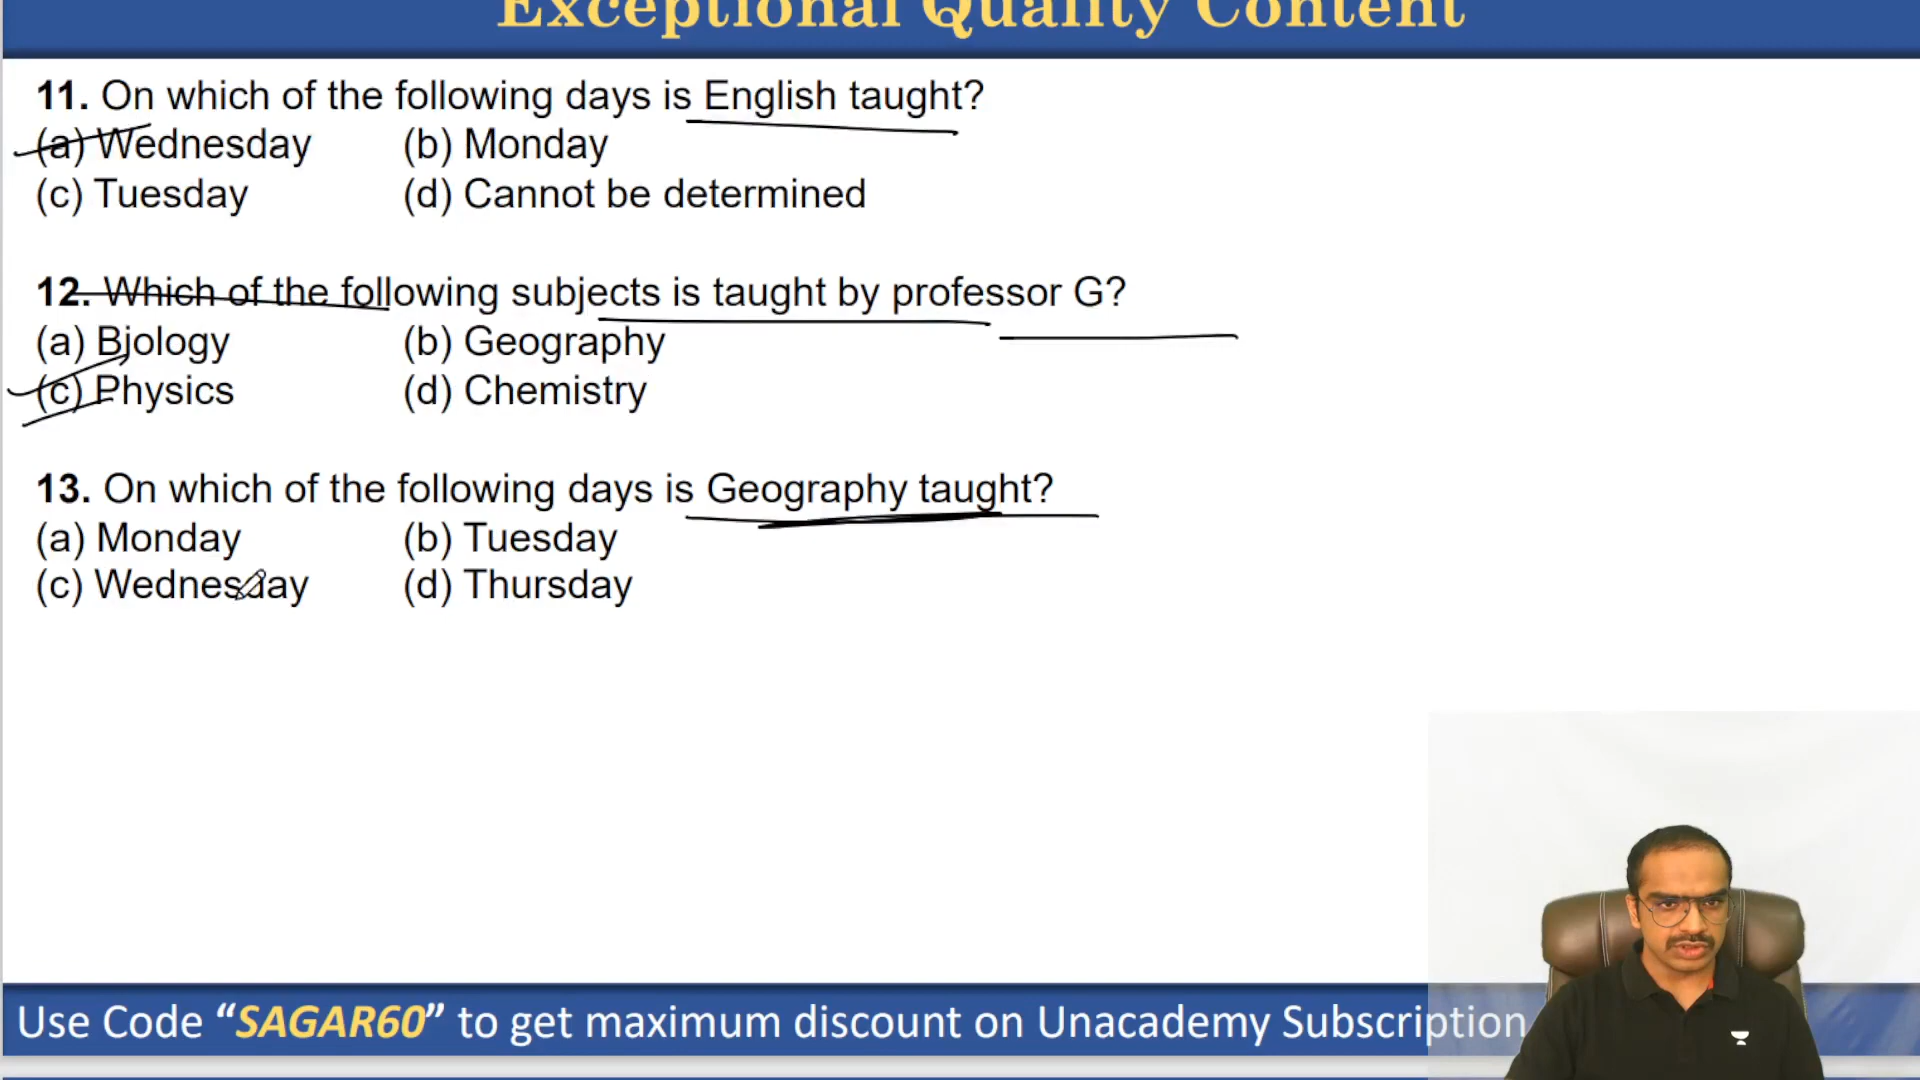 Exceptional Quality Content
11. On which of the following days is English taught?
(a) Wednesday (b) Monday
(c) Tuesday (d) Cannot be determined
12. Which of the following subjects is taught by professor G?
(a) Biology (b) Geography
(c) Physics (d) Chemistry
13. On which of the following days is Geography taught?
(a) Monday (b) Tuesday
(c) Wednesday (d) Thursday
Use Code “SAGAR60” to get maximum discount on Unacademy Subscription